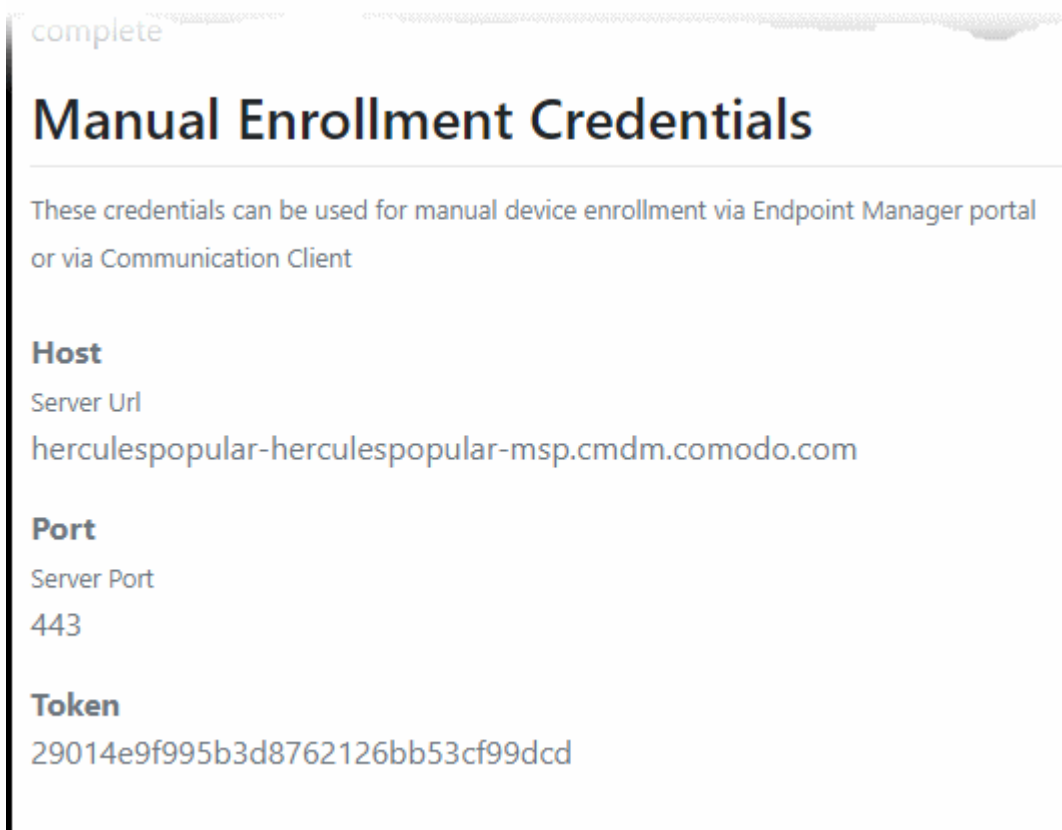 complete
Manual Enrollment Credentials
These credentials can be used for manual device enrollment via Endpoint Manager portal
or via Communication Client
Host
Server Url
herculespopular-herculespopular-msp.cmdm.comodo.com
Port
Server Port
443
Token
29014e9f995b3d8762126bb53cf99dcd